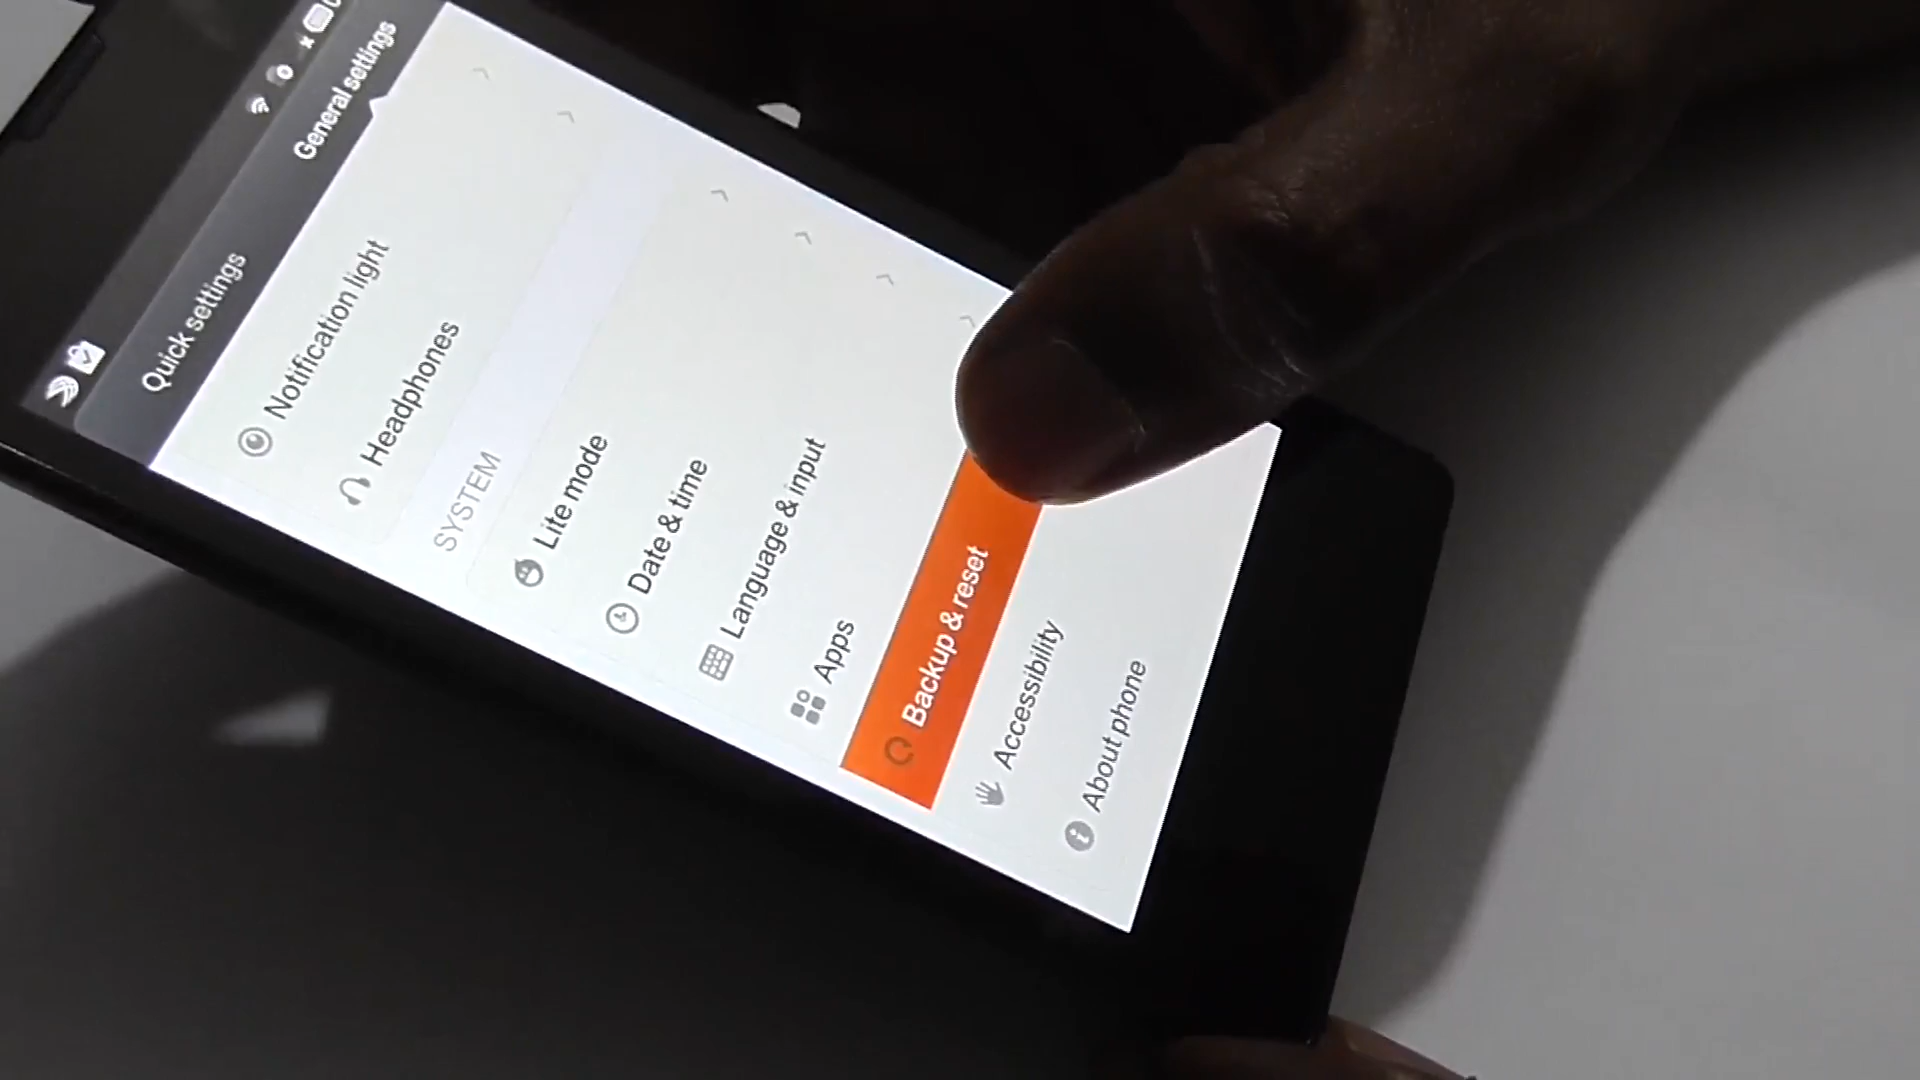 Quick settings
General settings
Notification light
Headphones
SYSTEM
Lite mode
Date & time
Language & input
Apps
Backup & reset
Accessibility
About phone